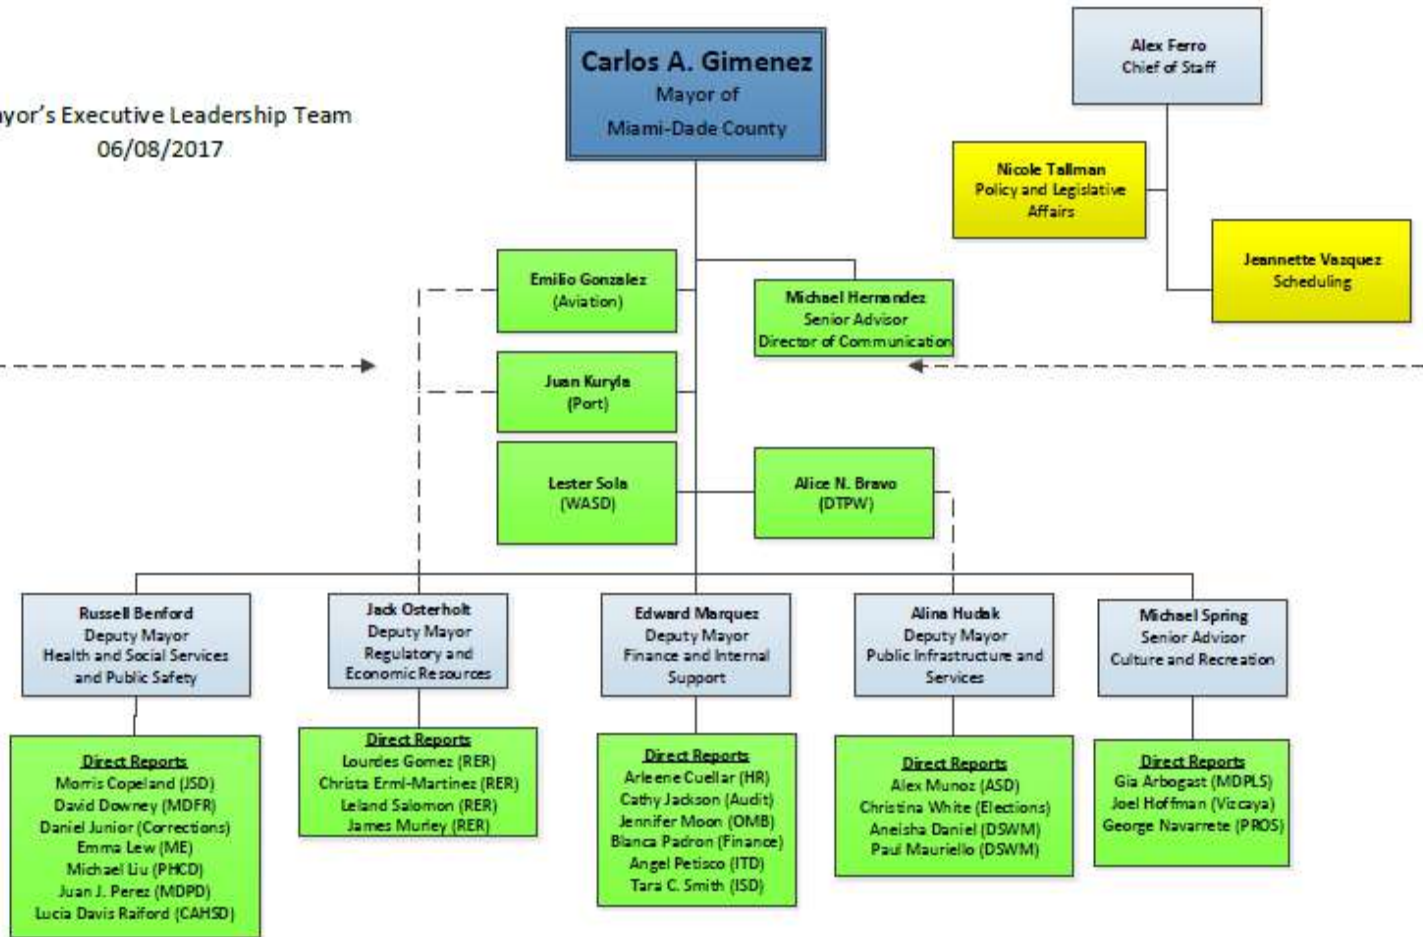 yor's Executive Leadership Team
06/08/2017
Carlos A. Gimenez
Mayor of
Miami-Dade County
Alex Ferro
Chief of Staff
Nicole Tallman
Policy and Legislative
Affairs
Jeannette Vazquez
Scheduling
Emilio Gonzalez
(Aviation)
Michael Hernandez
Senior Advisor
Director of Communication
Juan Kuryla
(Port)
Lester Sola
(WASD)
Alice N. Bravo
(DTPW)
Russell Benford
Deputy Mayor
Health and Social Services
and Public Safety
Jack Osterholt
Deputy Mayor
Regulatory and
Economic Resources
Edward Marquez
Deputy Mayor
Finance and Internal
Support
Alina Hudak
Deputy Mayor
Public Infrastructure and
Services
Michael Spring
Senior Advisor
Culture and Recreation
Direct Reports
Morris Copeland (JSD)
David Downey (MDFR)
Daniel Junior (Corrections)
Emma Lew (ME)
Michael Liu (PHCD)
Juan J. Perez (MDPD)
Lucia Davis Raiford (CAHSD)
Direct Reports
Lourdes Gomez (RER)
Christa Erml-Martinez (RER)
Leland Salomon (RER)
James Murley (RER)
Direct Reports
Arleene Cuellar (HR)
Cathy Jackson (Audit)
Jennifer Moon (OMB)
Blanca Padron (Finance)
Angel Petisco (ITD)
Tara C. Smith (ISD)
Direct Reports
Alex Munoz (ASD)
Christina White (Elections)
Aneisha Daniel (DSWM)
Paul Mauriello (DSWM)
Direct Reports
Gia Arbogast (MDPLS)
Joel Hoffman (Vizcaya)
George Navarrete (PROS)